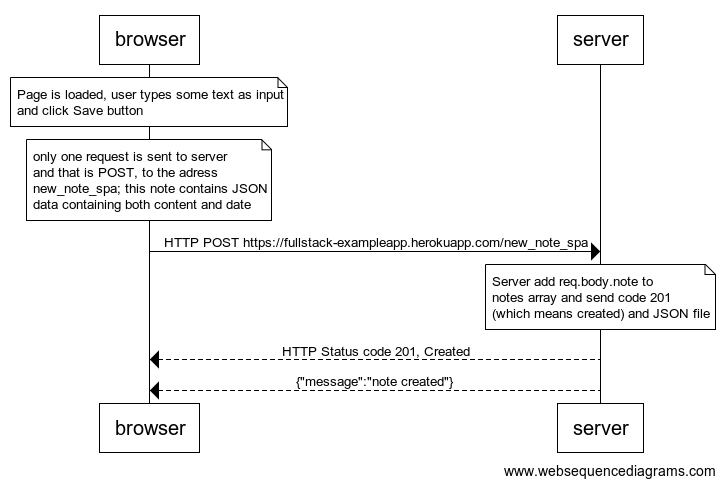 browser
server
Page is loaded, user types some text as input
and click Save button
only one request is sent to server
and that is POST, to the adress
new_note_spa; this note contains JSON
data containing both content and date
HTTP POST https://fullstack-exampleapp.herokuapp.com/new_note_spa
Server add req.body.note to
notes array and send code 201
(which means created) and JSON file
HTTP Status code 201, Created
{"message":"note created"}
browser
server
www.websequencediagrams.com